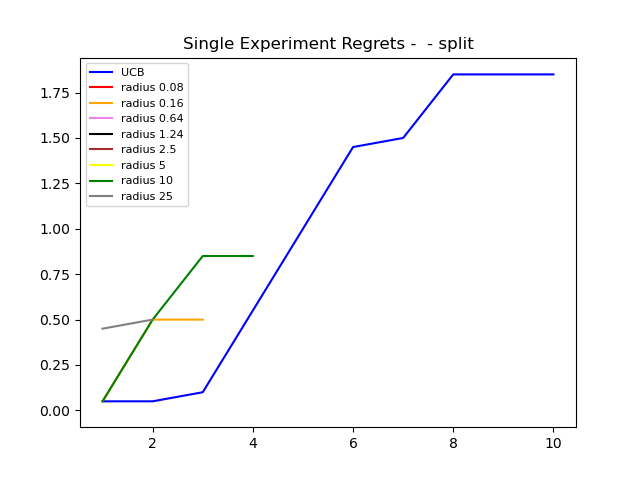 Single Experiment Regrets -  - split
UCB
radius 0.08
radius 0.16
radius 0.64
radius 1.24
radius 2.5
radius 5
radius 10
radius 25
1.75
1.50
1.25
1.00
0.75
0.50
0.25
0.00
2 4 6 8 10